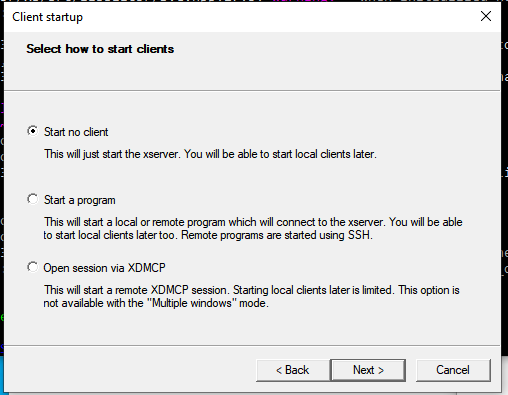 Client startup
Select how to start clients
Start no client
This will just start the xserver. You will be able to start local clients later.
Start a program
This will start a local or remote program which will connect to the xserver. You will be able
to start local clients later too. Remote programs are started using SSH.
Open session via XDMCP
This will start a remote XDMCP session. Starting local clients later is limited. This option is
not available with the "Multiple windows" mode.
< Back
Next >
Cancel